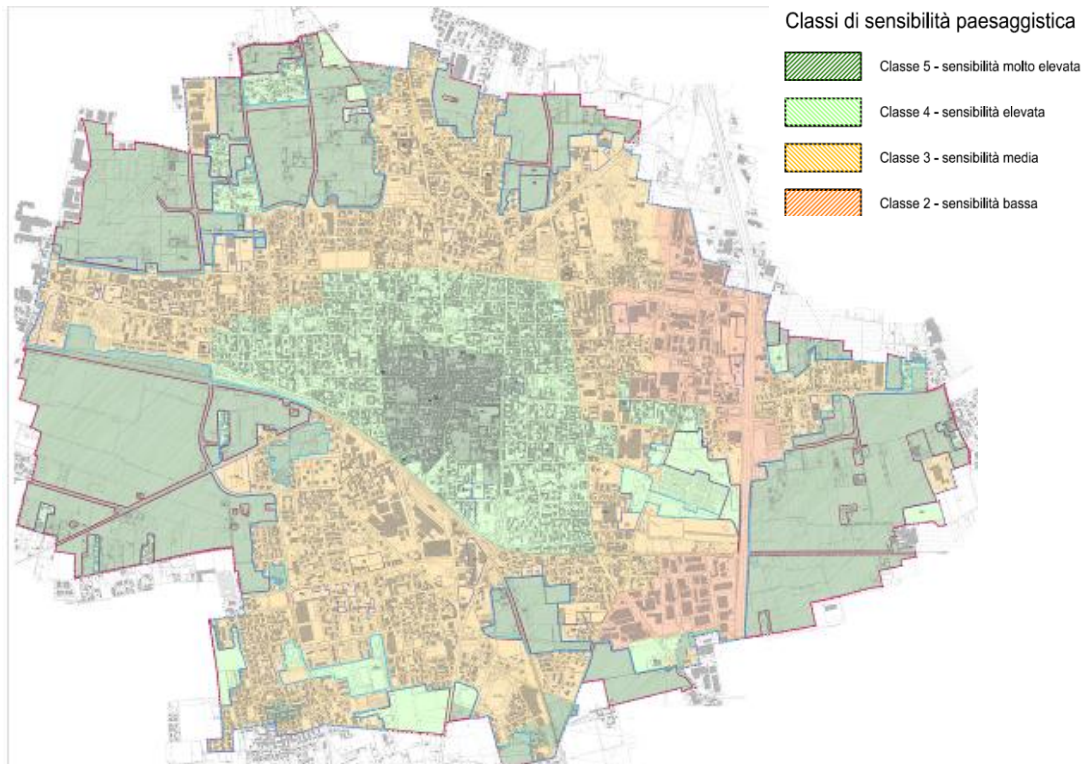 Classi di sensibilità paesaggistica
Classe 5 - sensibilità molto elevata
Classe 4 - sensibilità elevata
Classe 3 - sensibilità media
Classe 2 - sensibilità bassa